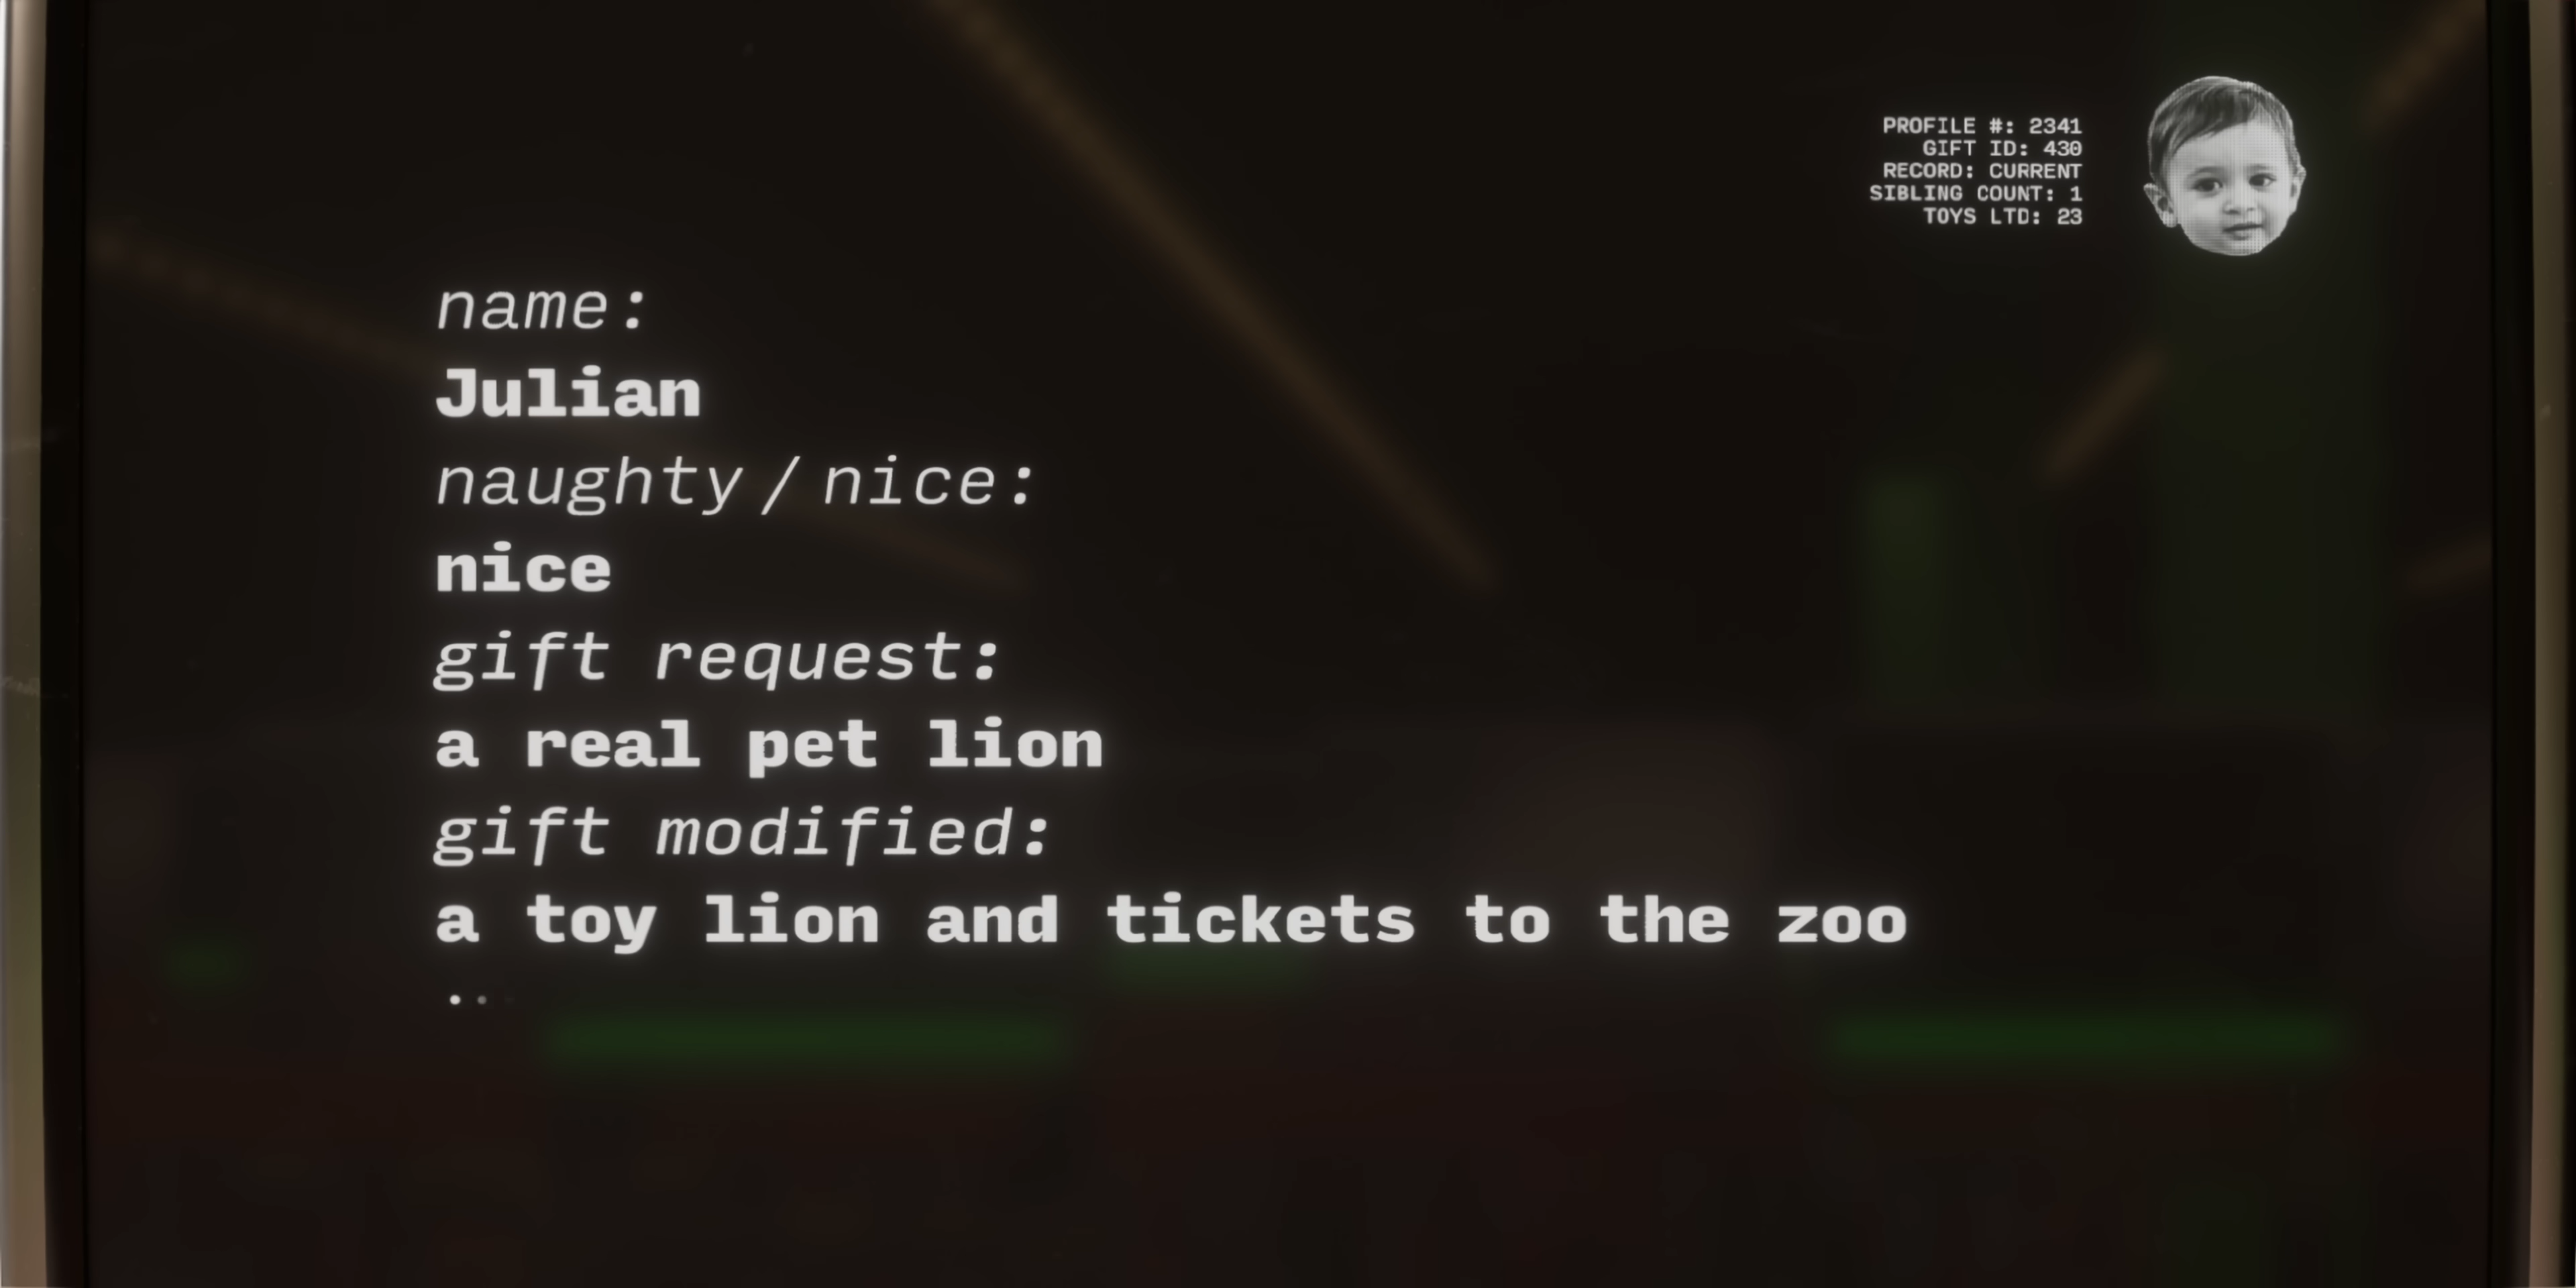 PROFILE #: 2341
GIFT ID: 430
RECORD: CURRENT
SIBLING COUNT: 1
TOYS LTD: 23
name:
Julian
naughty/nice:
nice
gift request:
a real pet lion
gift modified:
a toy lion and tickets to the zoo
..